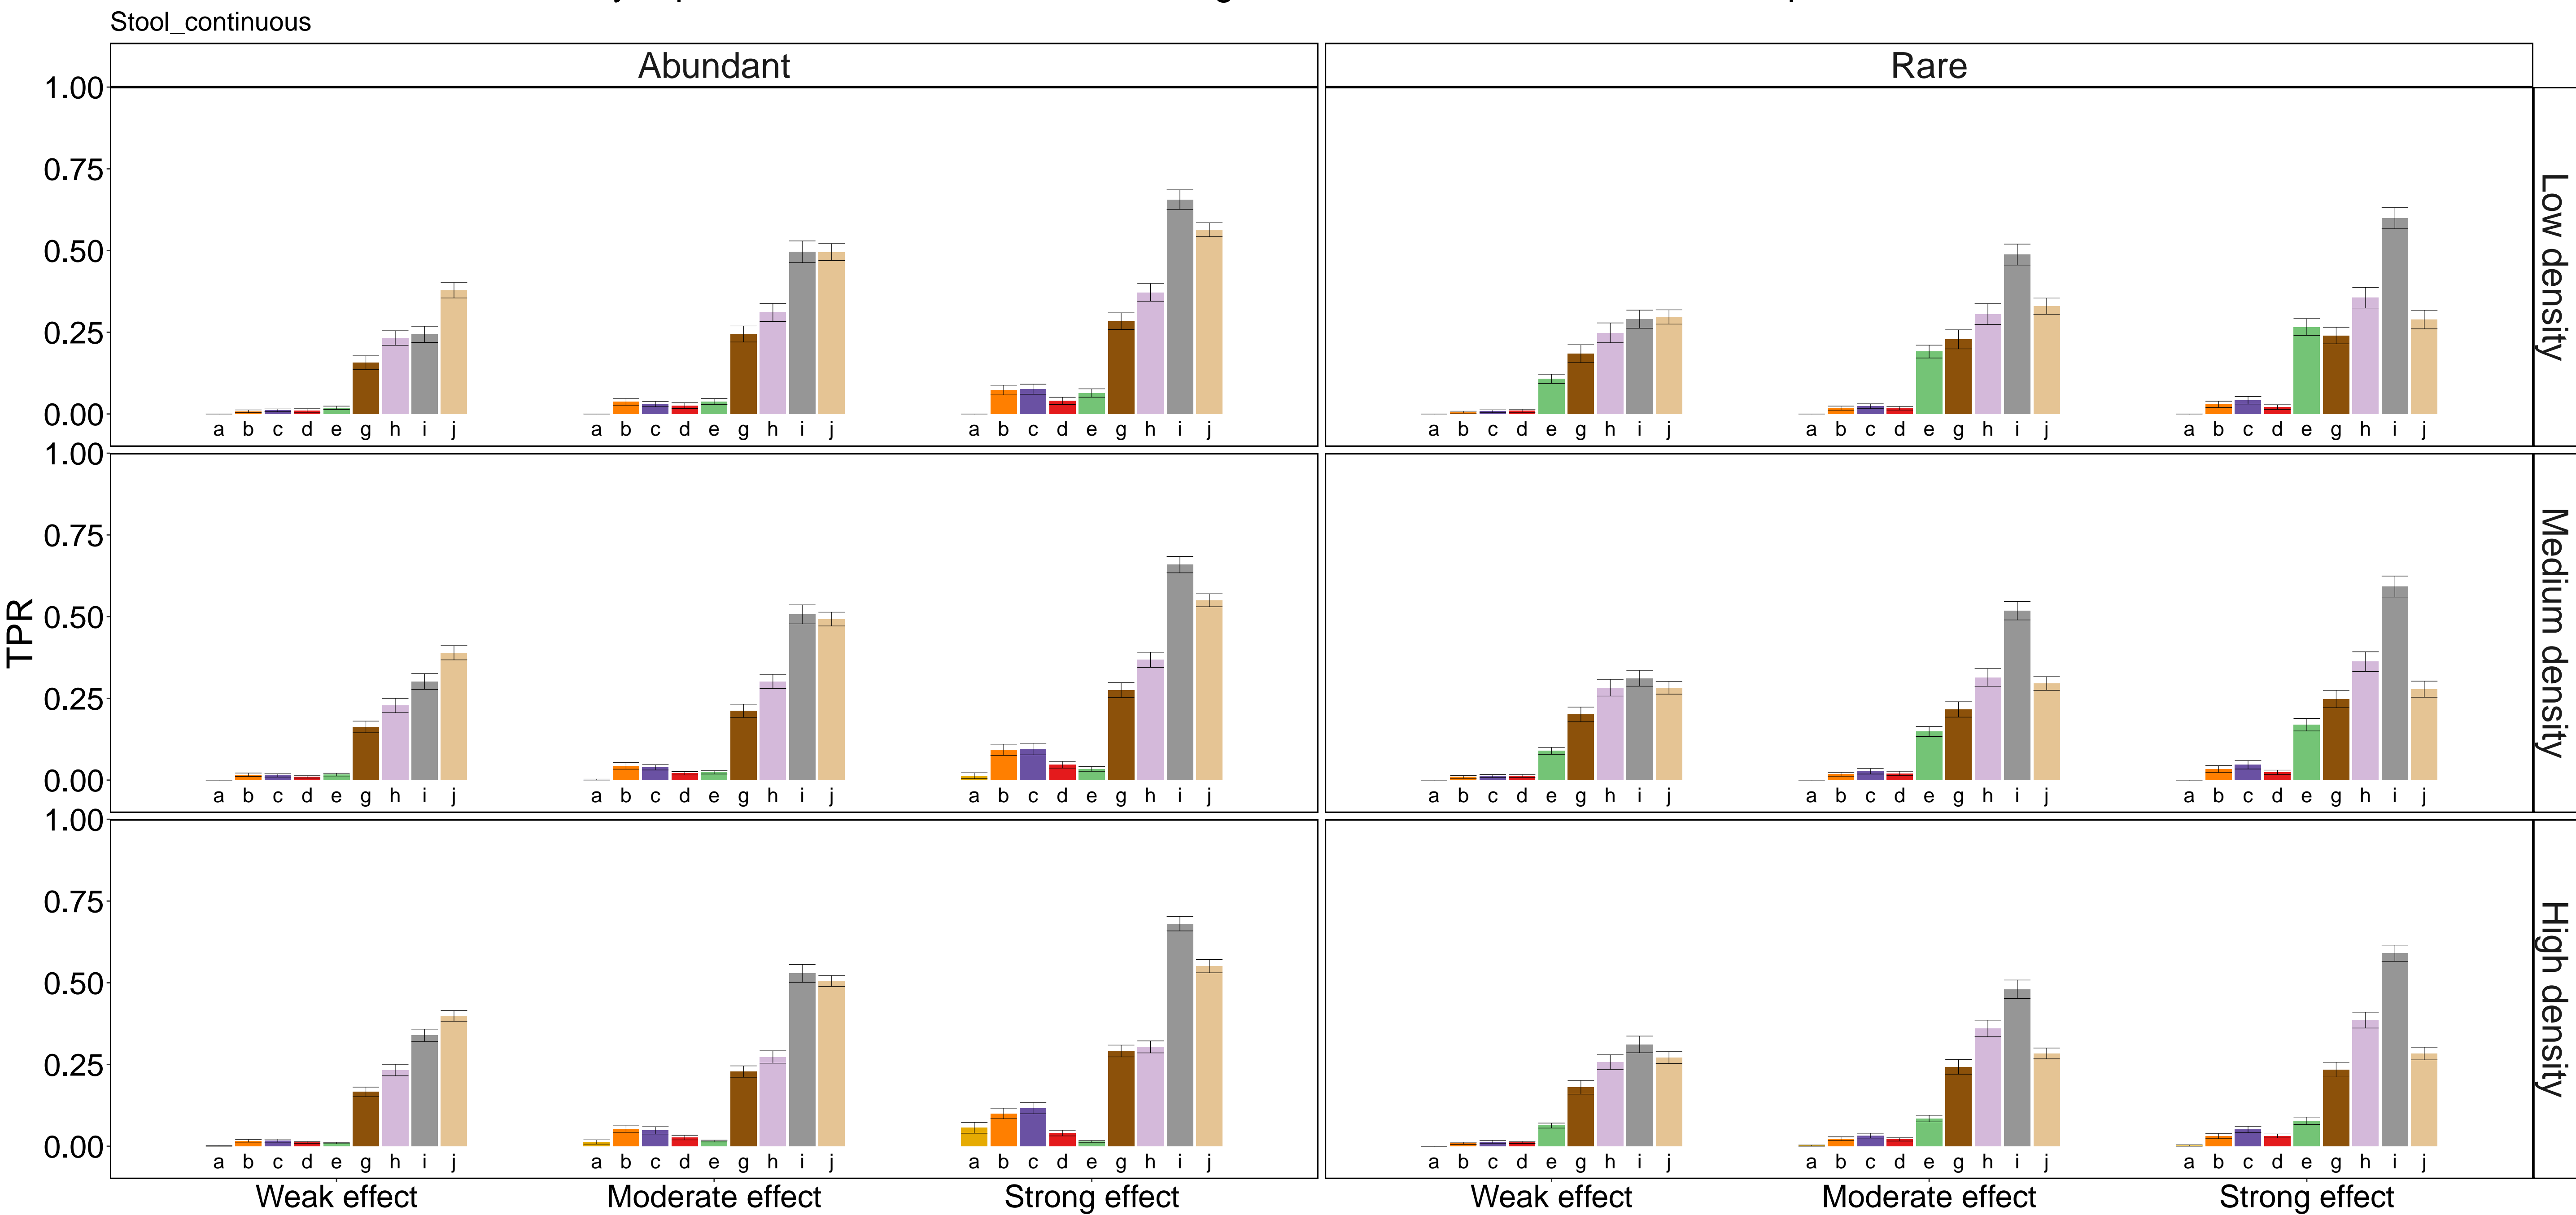 Stool_continuous
Abundant
Rare
1.00
0.75
0.50
0.25
0.00
a b c d e g h i j
a b c d e g h i j
a b c d e g h i j
a b c d e g h i j
a b c d e g h i j
a b c d e g h i j
Low density
1.00
0.75
0.50
0.25
0.00
a b c d e g h i j
a b c d e g h i j
a b c d e g h i j
a b c d e g h i j
a b c d e g h i j
a b c d e g h i j
Medium density
TPR
1.00
0.75
0.50
0.25
0.00
a b c d e g h i j
a b c d e g h i j
a b c d e g h i j
a b c d e g h i j
a b c d e g h i j
a b c d e g h i j
High density
Weak effect
Moderate effect
Strong effect
Weak effect
Moderate effect
Strong effect